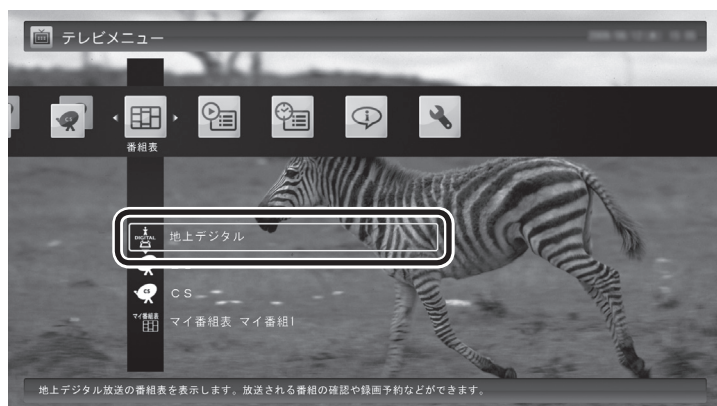 テレビメニュー
CS
番組表
DIGITAL 地上デジタル
CS CS
マイ番組表 マイ番組表 マイ番組1
地上デジタル放送の番組表を表示します。放送される番組の確認や録画予約などができます。